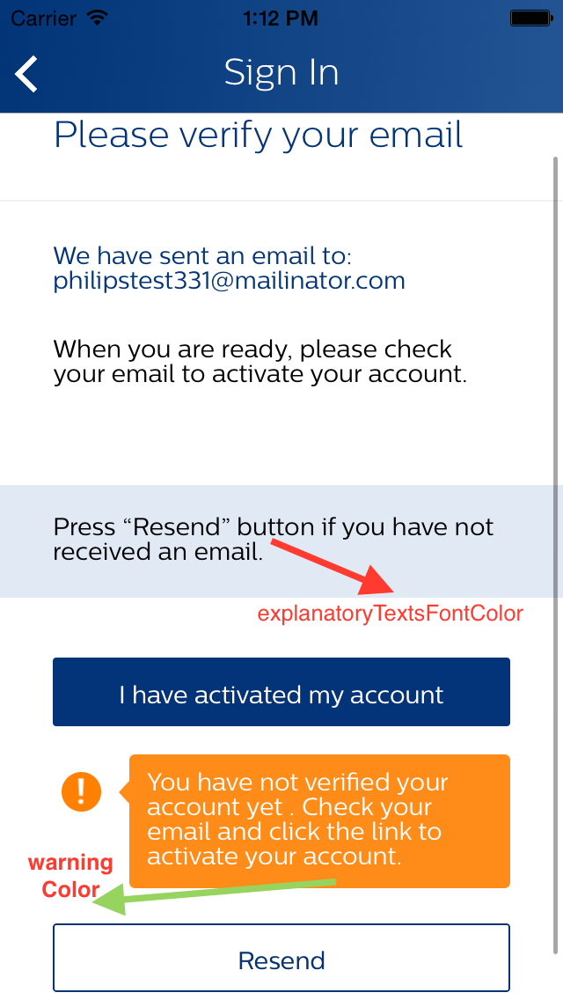 Carrier 1:12 PM
Sign In
Please verify your email
We have sent an email to:
philipstest331@mailinator.com
When you are ready, please check
your email to activate your account.
Press “Resend” button if you have not
received an email.
explanatoryTextsFontColor
I have activated my account
!
You have not verified your
account yet . Check your
email and click the link to
activate your account.
warning
Color
Resend